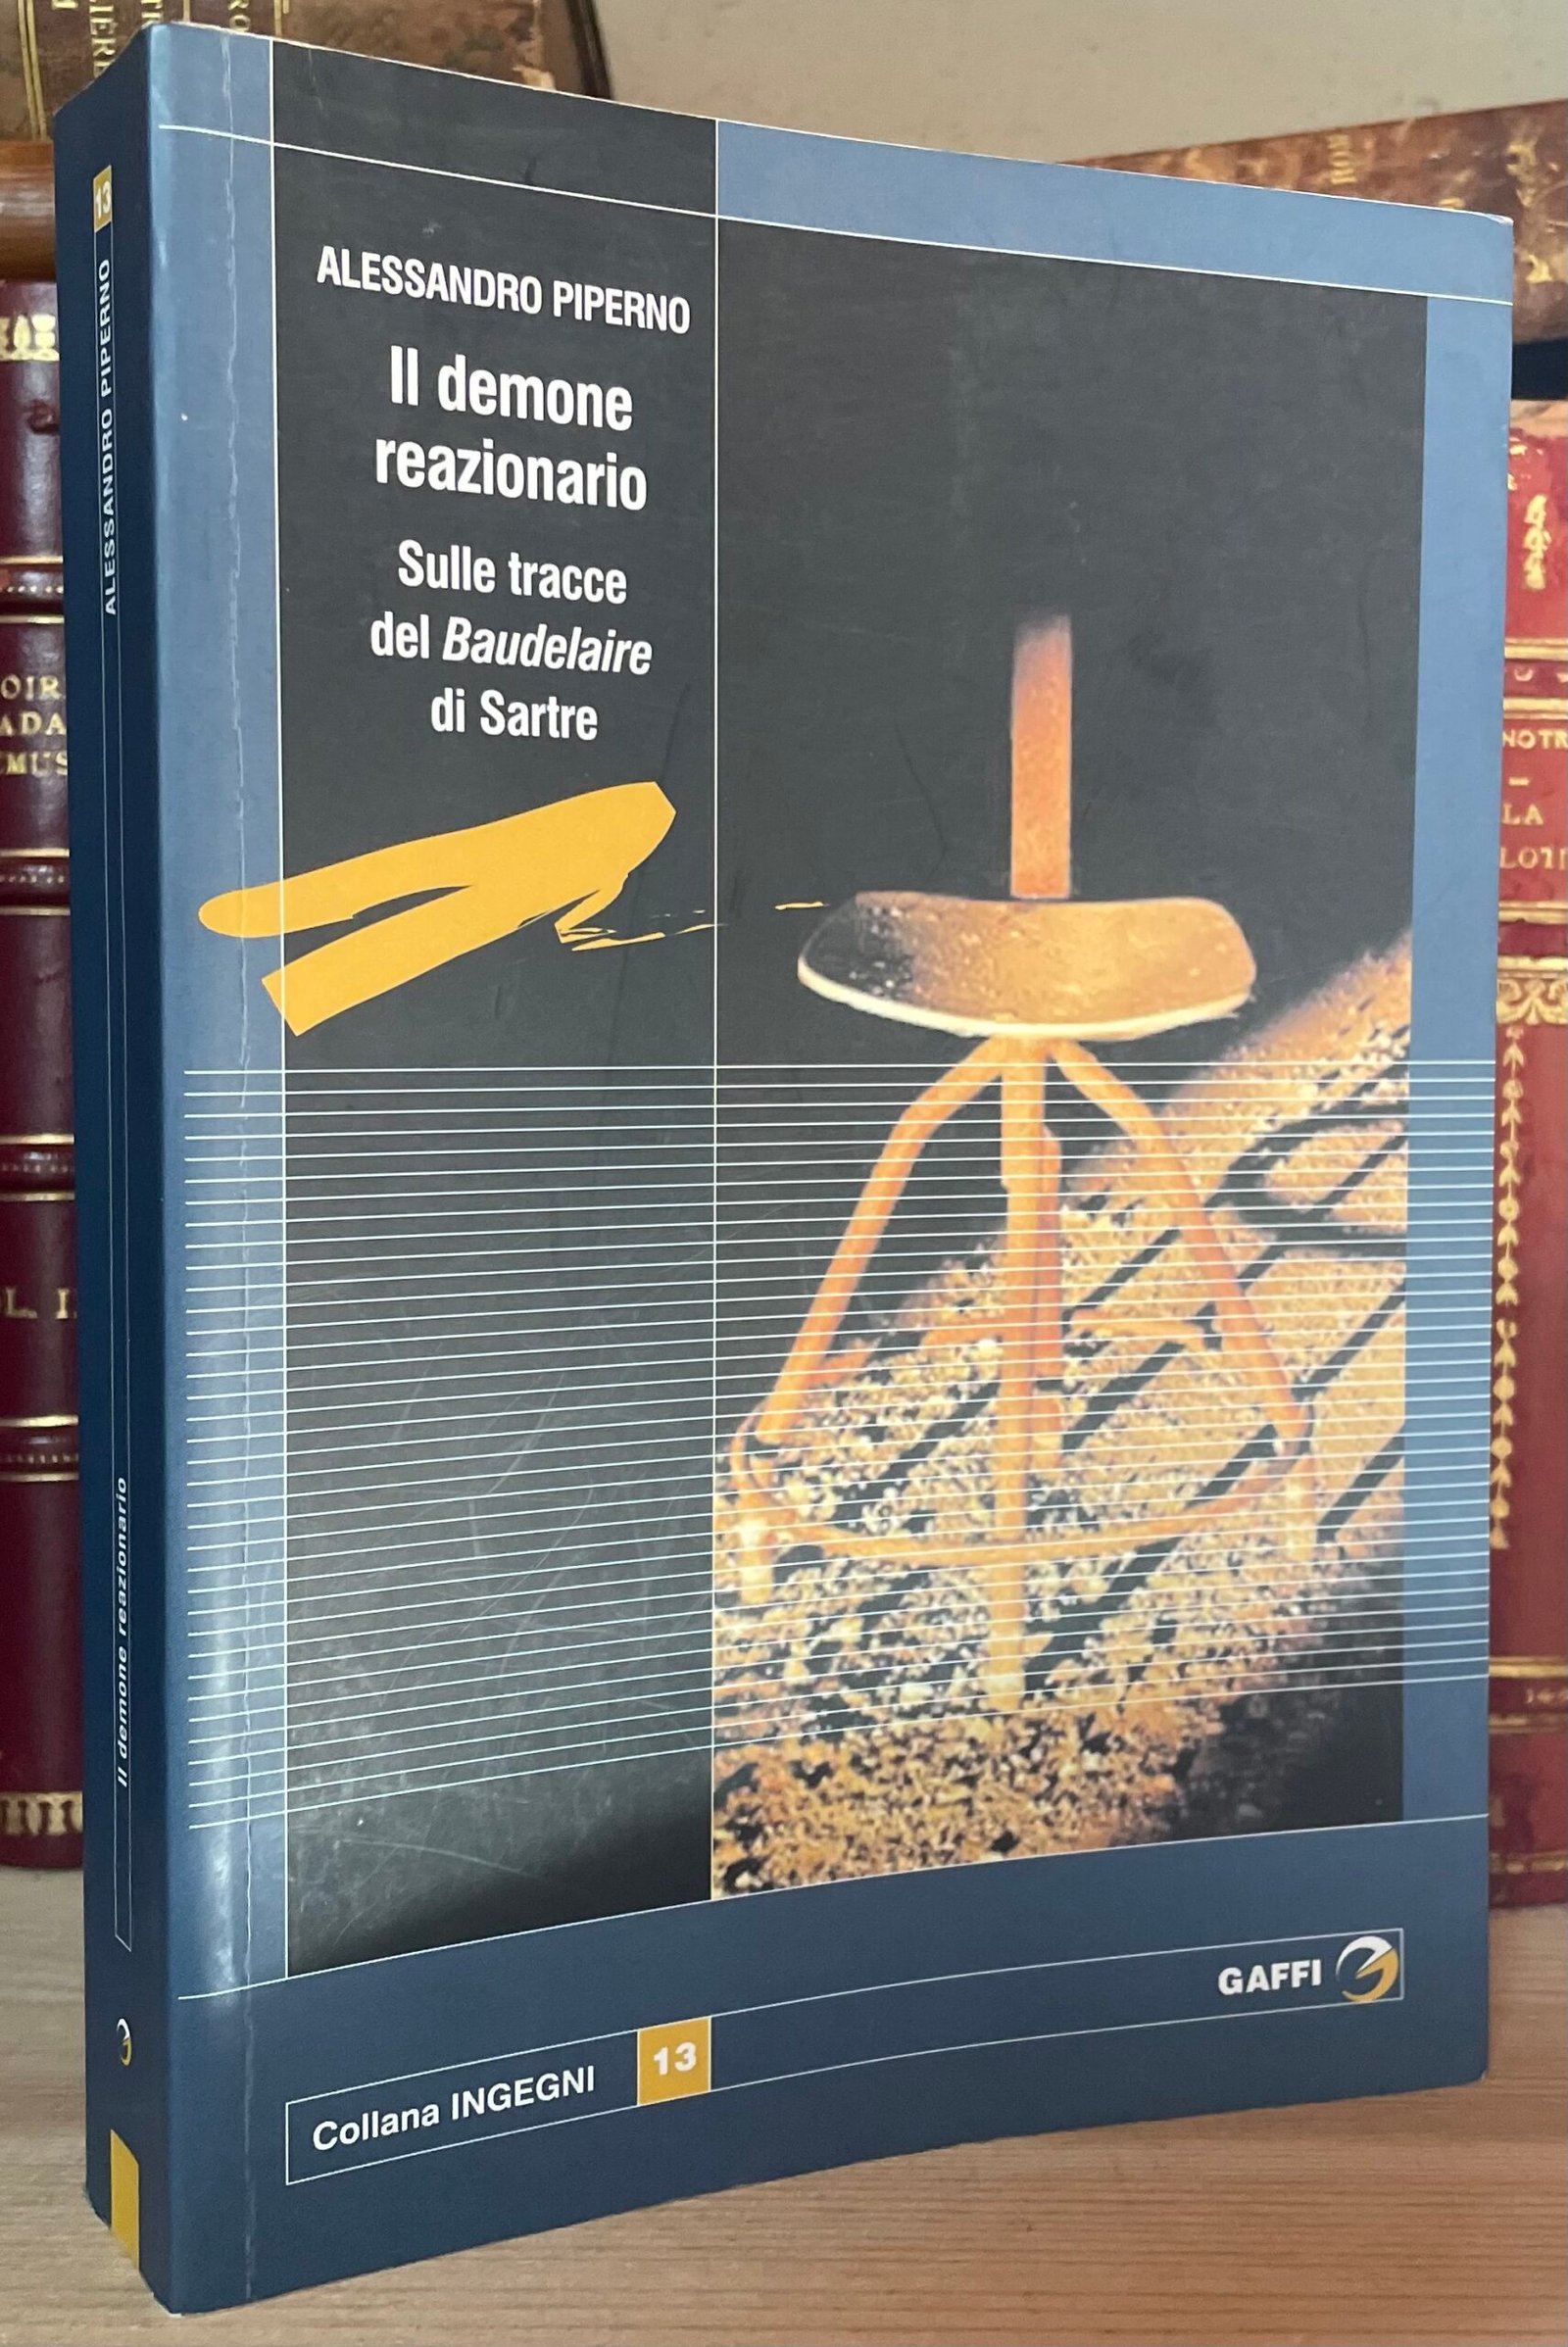 ALESSANDRO PIPERNO
Il demone
reazionario
Sulle tracce
del Baudelaire
di Sartre
Collana INGEGNI 13
GAFFI
13
ALESSANDRO PIPERNO
Il demone reazionario
LA